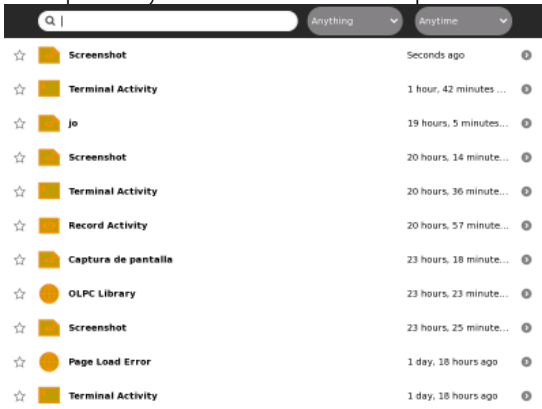 Anything Anytime
Screenshot Seconds ago
Terminal Activity 1 hour, 42 minutes ...
jo 19 hours, 5 minutes...
Screenshot 20 hours, 14 minute...
Terminal Activity 20 hours, 36 minute...
Record Activity 20 hours, 57 minute...
Captura de pantalla 23 hours, 18 minute...
OLPC Library 23 hours, 23 minute...
Screenshot 23 hours, 25 minute...
Page Load Error 1 day, 18 hours ago
Terminal Activity 1 day, 18 hours ago